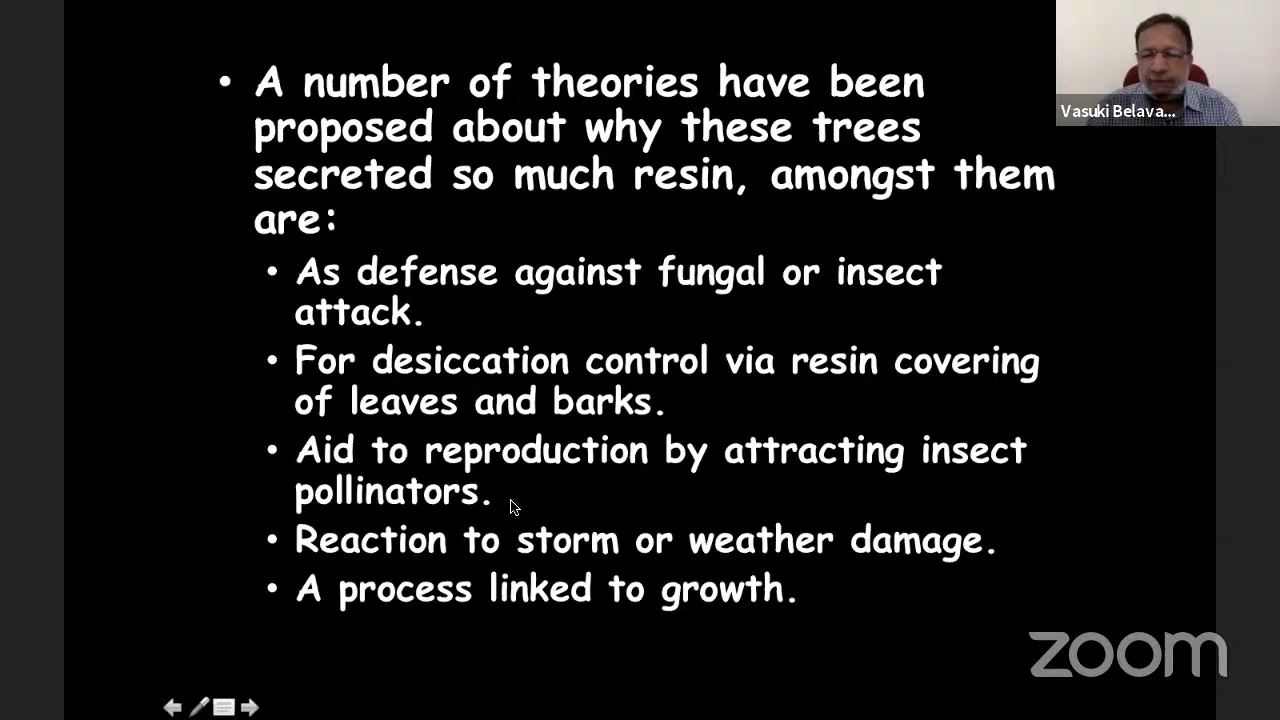 • A number of theories have been
proposed about why these trees
secreted so much resin, amongst them
are:
• As defense against fungal or insect
attack.
• For desiccation control via resin covering
of leaves and barks.
• Aid to reproduction by attracting insect
pollinators.
• Reaction to storm or weather damage.
• A process linked to growth.
Vasuki Belava...
zoom